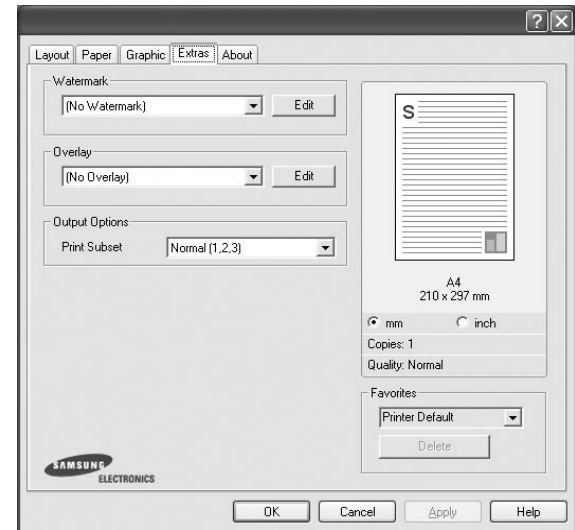 Layout Paper Graphic Extras About
Watermark
(No Watermark) Edit
Overlay
(No Overlay) Edit
Output Options
Print Subset Normal (1,2,3)
S
A4
210 x 297 mm
mm inch
Copies: 1
Quality: Normal
Favorites
Printer Default
Delete
SAMSUNG
ELECTRONICS
OK Cancel Apply Help